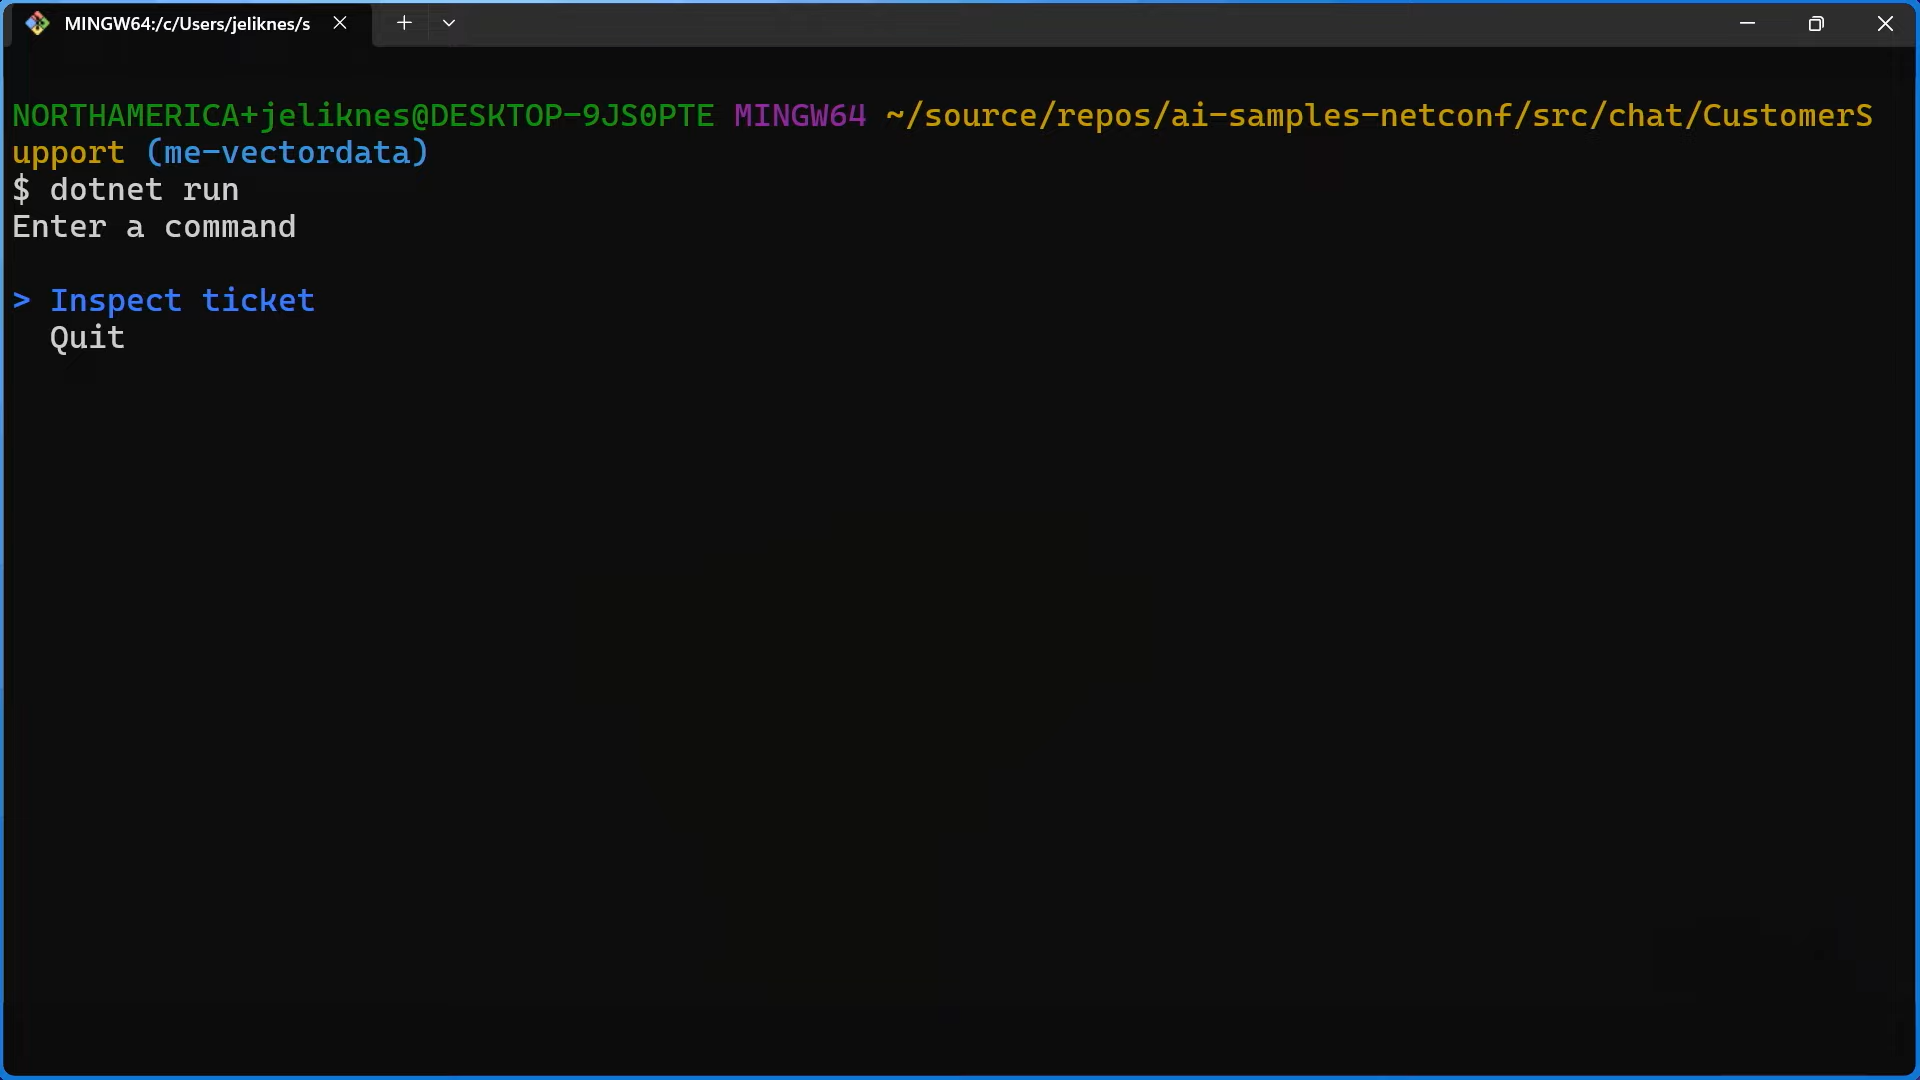 MINGW64:/c/Users/jeliknes/s
NORTHAMERICA+jeliknes@DESKTOP-9JS0PTE MINGW64 ~/source/repos/ai-samples-netconf/src/chat/CustomerS
upport (me-vectordata)
$ dotnet run
Enter a command
> Inspect ticket
Quit